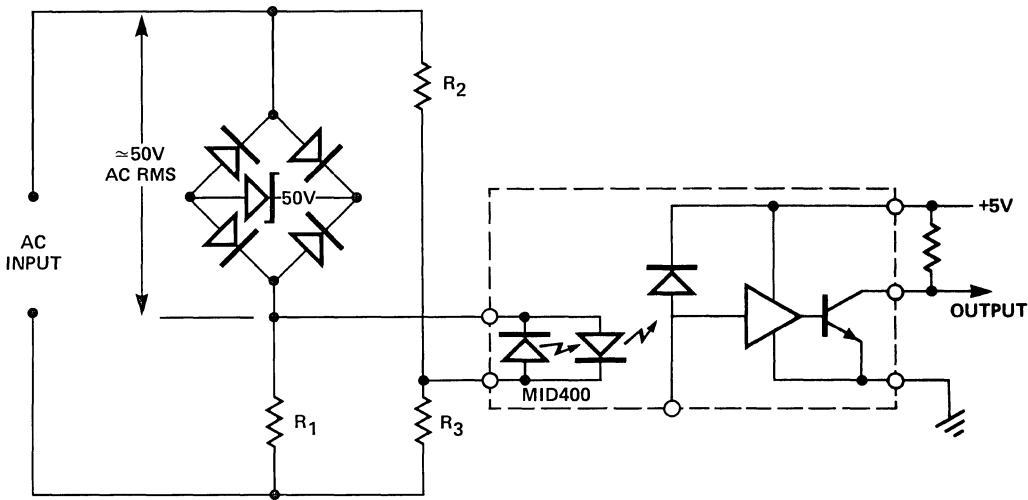 R2
≃50V
AC RMS
50V
AC
INPUT
+5V
OUTPUT
MID400
R1
R3